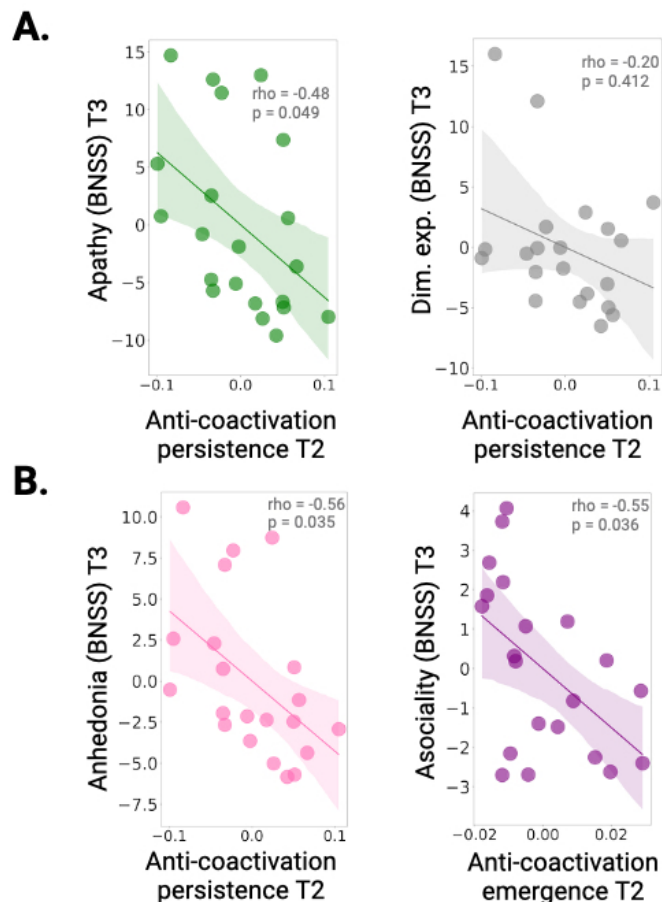 A.
15
10
5
0
−5
−10
Apathy (BNSS) T3
rho = -0.48
p = 0.049
−0.1
0.0
0.1
Anti-coactivation
persistence T2
15
10
5
0
−5
−10
Dim. exp. (BNSS) T3
rho = -0.20
p = 0.412
−0.1
0.0
0.1
Anti-coactivation
persistence T2
B.
10.0
7.5
5.0
2.5
0.0
−2.5
−5.0
−7.5
Anhedonia (BNSS) T3
rho = -0.56
p = 0.035
−0.1
0.0
0.1
Anti-coactivation
persistence T2
4
3
2
1
0
−1
−2
−3
Asociality (BNSS) T3
rho = -0.55
p = 0.036
−0.02
0.00
0.02
Anti-coactivation
emergence T2